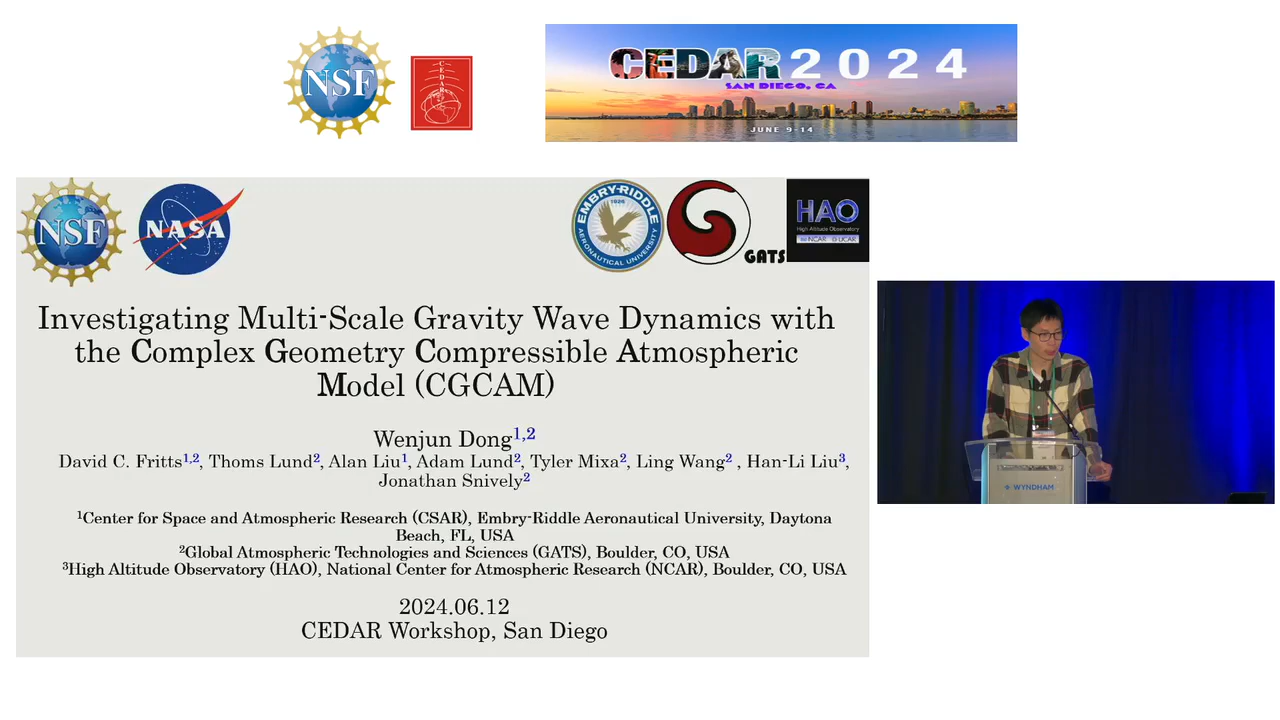 NSF
CEDAR
CEDAR 2024
SAN DIEGO, CA
JUNE 9-14
NSF
NASA
EMBRY-RIDDLE
1926
AERONAUTICAL UNIVERSITY
GATS
HAO
High Altitude Observatory
NCAR UCAR
Investigating Multi-Scale Gravity Wave Dynamics with
the Complex Geometry Compressible Atmospheric
Model (CGCAM)
Wenjun Dong1,2
David C. Fritts1,2, Thoms Lund2, Alan Liu1, Adam Lund2, Tyler Mixa2, Ling Wang2 , Han-Li Liu3,
Jonathan Snively2
1Center for Space and Atmospheric Research (CSAR), Embry-Riddle Aeronautical University, Daytona
Beach, FL, USA
2Global Atmospheric Technologies and Sciences (GATS), Boulder, CO, USA
3High Altitude Observatory (HAO), National Center for Atmospheric Research (NCAR), Boulder, CO, USA
2024.06.12
CEDAR Workshop, San Diego
WYNDHAM